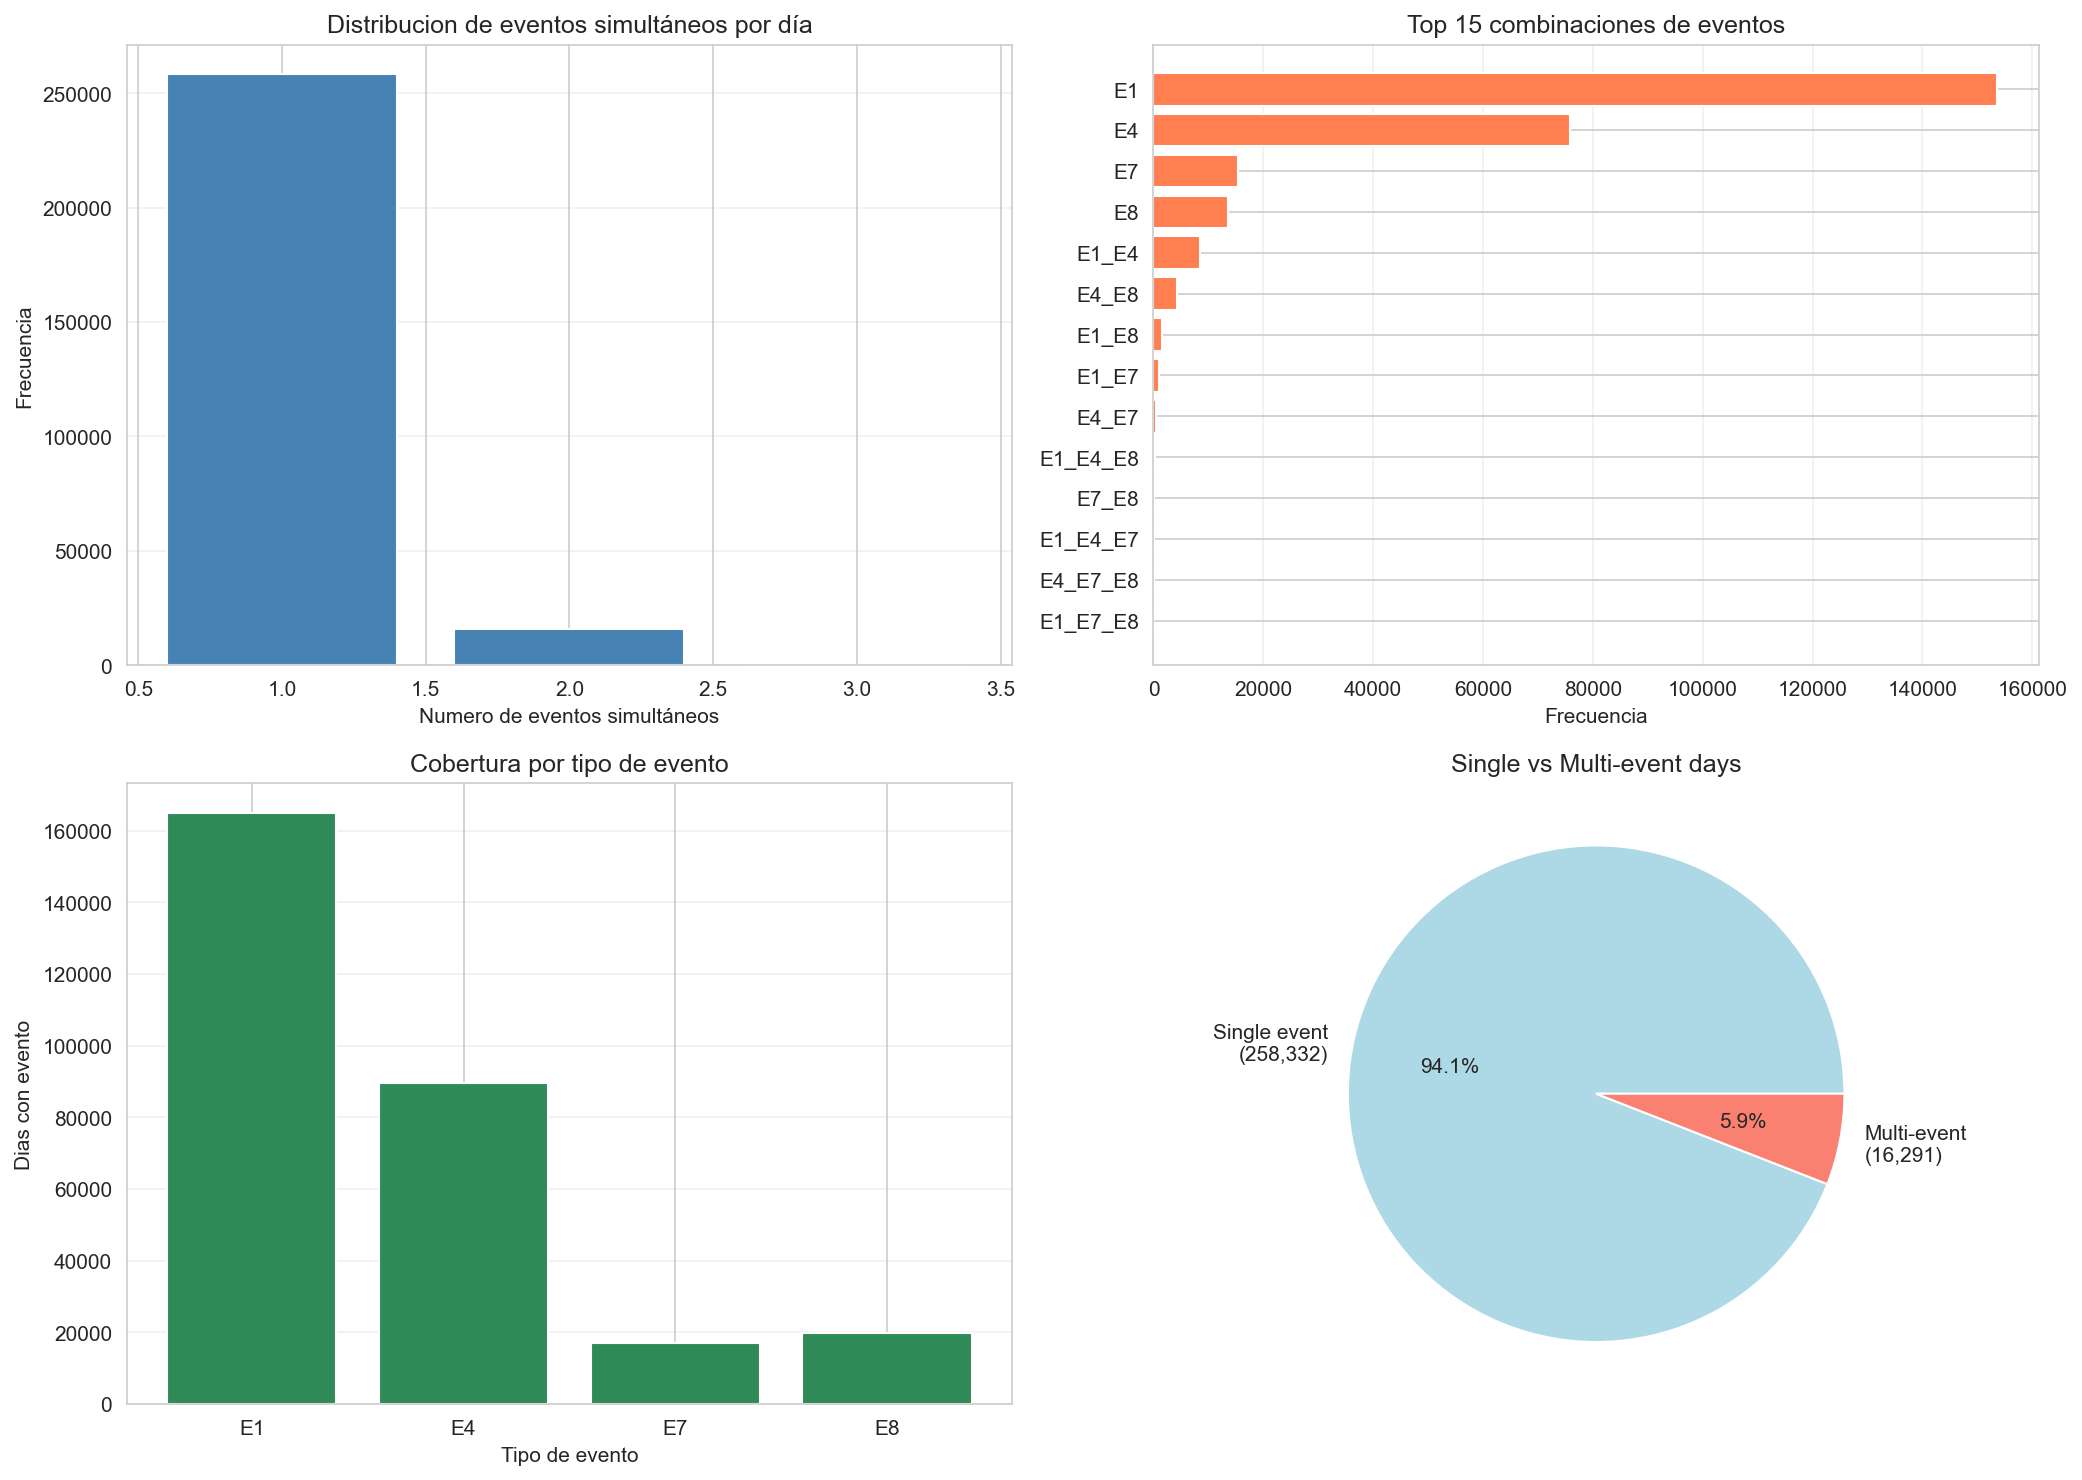 Distribucion de eventos simultáneos por día
Frecuencia
250000
200000
150000
100000
50000
0
0.5 1.0 1.5 2.0 2.5 3.0 3.5
Numero de eventos simultáneos
Top 15 combinaciones de eventos
E1
E4
E7
E8
E1_E4
E4_E8
E1_E8
E1_E7
E4_E7
E1_E4_E8
E7_E8
E1_E4_E7
E4_E7_E8
E1_E7_E8
0 20000 40000 60000 80000 100000 120000 140000 160000
Frecuencia
Cobertura por tipo de evento
Dias con evento
160000
140000
120000
100000
80000
60000
40000
20000
0
E1 E4 E7 E8
Tipo de evento
Single vs Multi-event days
Single event
(258,332)
94.1%
5.9%
Multi-event
(16,291)